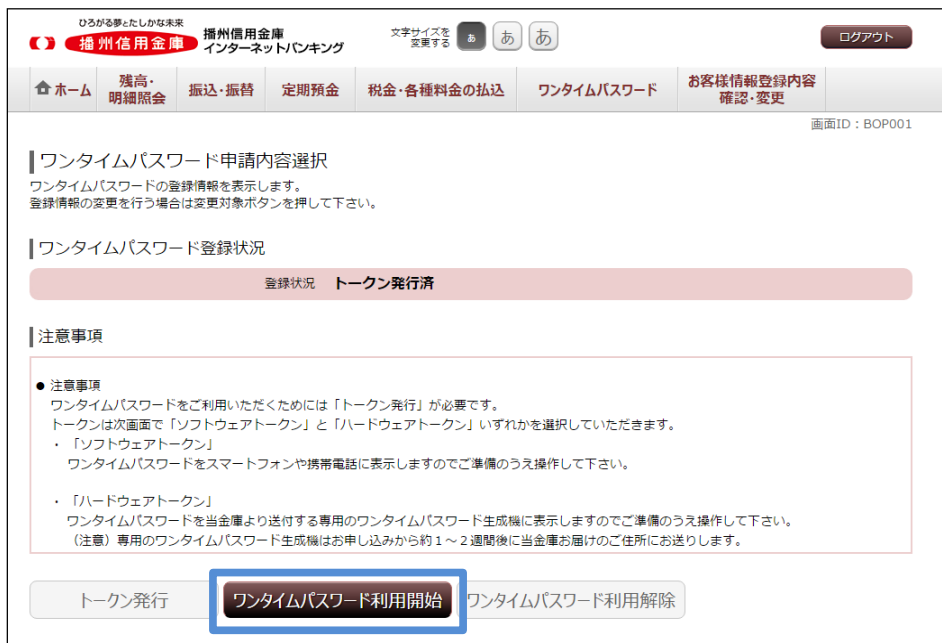 ひろがる夢とたしかな未来
播州信用金庫
播州信用金庫
インターネットバンキング
文字サイズを
変更する
あ
あ
あ
ログアウト
ホーム
残高・
明細照会
振込・振替
定期預金
税金・各種料金の払込
ワンタイムパスワード
お客様情報登録内容
確認・変更
画面ID：BOP001
ワンタイムパスワード申請内容選択
ワンタイムパスワードの登録情報を表示します。
登録情報の変更を行う場合は変更対象ボタンを押して下さい。
ワンタイムパスワード登録状況
登録状況 トークン発行済
注意事項
● 注意事項
ワンタイムパスワードをご利用いただくためには「トークン発行」が必要です。
トークンは次画面で「ソフトウェアトークン」と「ハードウェアトークン」いずれかを選択していただきます。
・「ソフトウェアトークン」
ワンタイムパスワードをスマートフォンや携帯電話に表示しますのでご準備のうえ操作して下さい。
・「ハードウェアトークン」
ワンタイムパスワードを当金庫より送付する専用のワンタイムパスワード生成機に表示しますのでご準備のうえ操作して下さい。
（注意）専用のワンタイムパスワード生成機はお申し込みから約１～２週間後に当金庫お届けのご住所にお送りします。
トークン発行
ワンタイムパスワード利用開始
ワンタイムパスワード利用解除